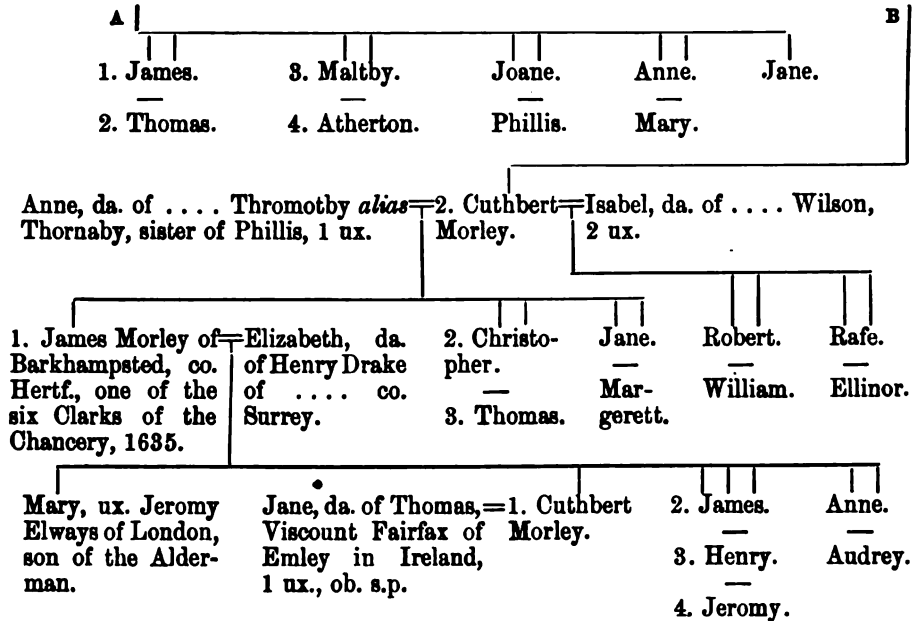 A B
1. James. 3. Maltby. Joane. Anne. Jane.
2. Thomas. 4. Atherton. Phillis. Mary.
Anne, da. of .... Thromotby alias
Thornaby, sister of Phillis, 1 ux.
2. Cuthbert
Morley.
Isabel, da. of .... Wilson,
2 ux.
1. James Morley of
Barkhampsted, co.
Hertf., one of the
six Clarks of the
Chancery, 1635.
Elizabeth, da.
of Henry Drake
of .... co.
Surrey.
2. Christo-
pher.
3. Thomas.
Jane.
Mar-
gerett.
Robert.
William.
Rafe.
Ellinor.
Mary, ux. Jeromy
Elways of London,
son of the Alder-
man.
Jane, da. of Thomas,
Viscount Fairfax of
Emley in Ireland,
1 ux., ob. s.p.
1. Cuthbert
Morley.
2. James.
3. Henry.
4. Jeromy.
Anne.
Audrey.